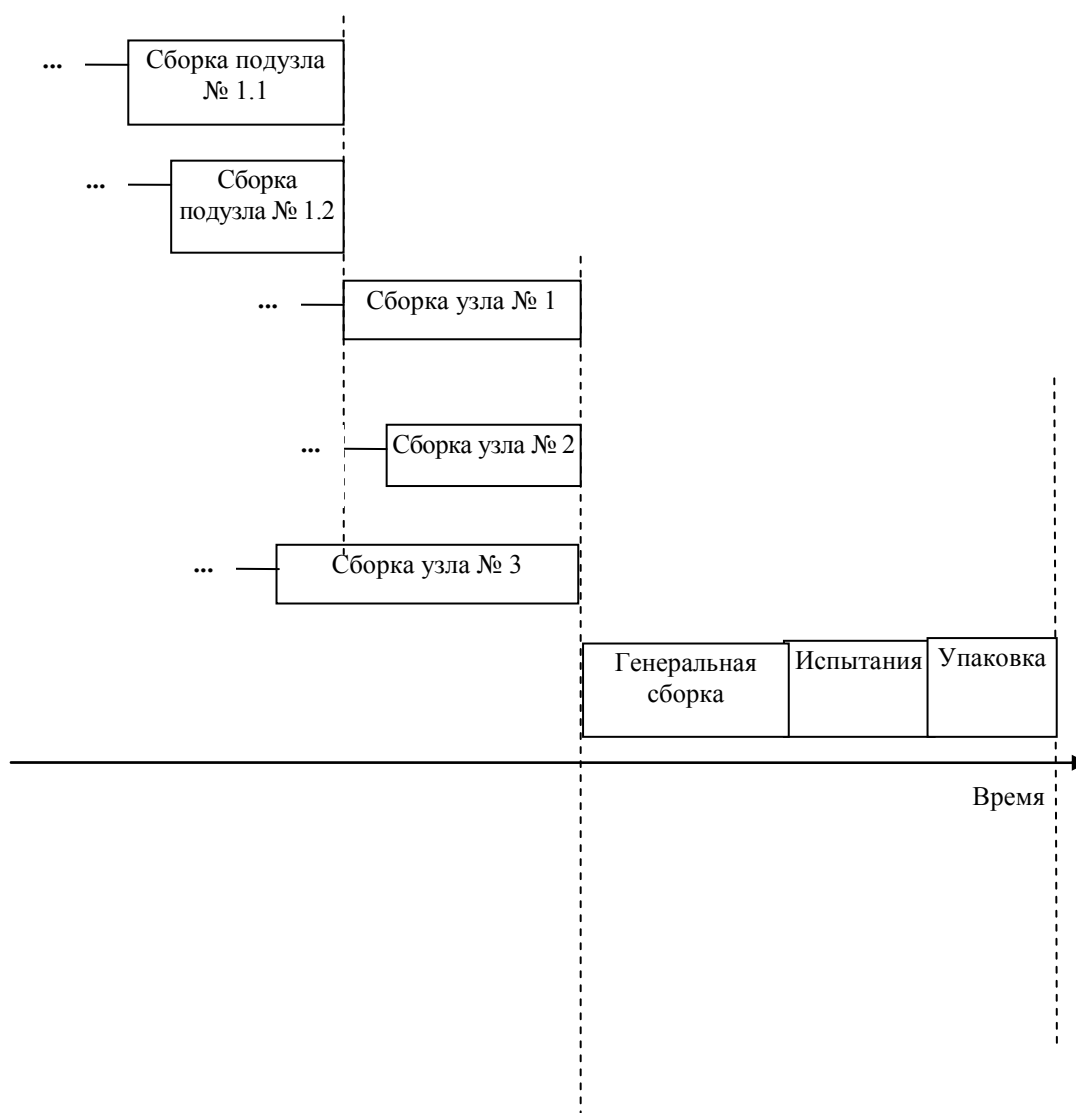 ... Сборка подузла
№ 1.1
... Сборка
подузла № 1.2
... Сборка узла № 1
... Сборка узла № 2
... Сборка узла № 3
Генеральная
сборка
Испытания
Упаковка
Время